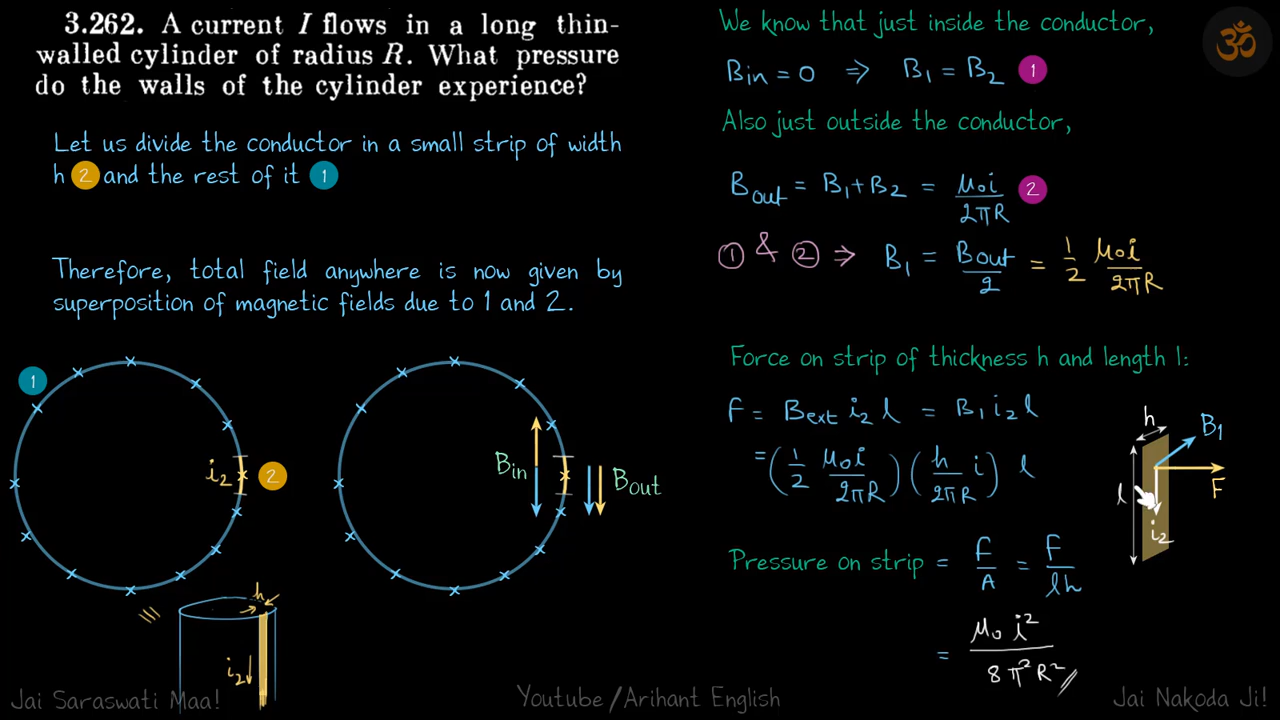 3.262. A current I flows in a long thin-
walled cylinder of radius R. What pressure
do the walls of the cylinder experience?
Let us divide the conductor in a small strip of width
h 2 and the rest of it 1
Therefore, total field anywhere is now given by
superposition of magnetic fields due to 1 and 2.
1
i₂ 2
Bin Bout
h
i₂↓
We know that just inside the conductor,
Bin = 0 ⇒ B₁ = B₂ 1
Also just outside the conductor,
Bout = B₁ + B₂ = μ₀i/2πR 2
① & ② ⇒ B₁ = Bout/2 = 1/2 μ₀i/2πR
Force on strip of thickness h and length l:
F = Bext i₂ l = B₁ i₂ l
= (1/2 μ₀i/2πR) (h/2πR i) l
h B₁
l F
i₂
Pressure on strip = F/A = F/lh
= μ₀ i²/8π²R²
Jai Saraswati Maa! Youtube/Arihant English Jai Nakoda Ji!
ॐ